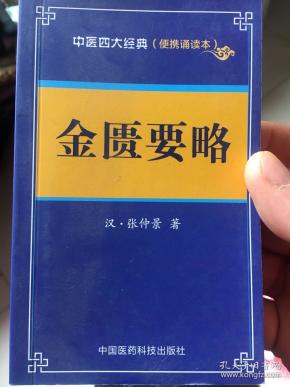 中医四大经典（便携诵读本）
金匮要略
汉·张仲景 著
中国医药科技出版社